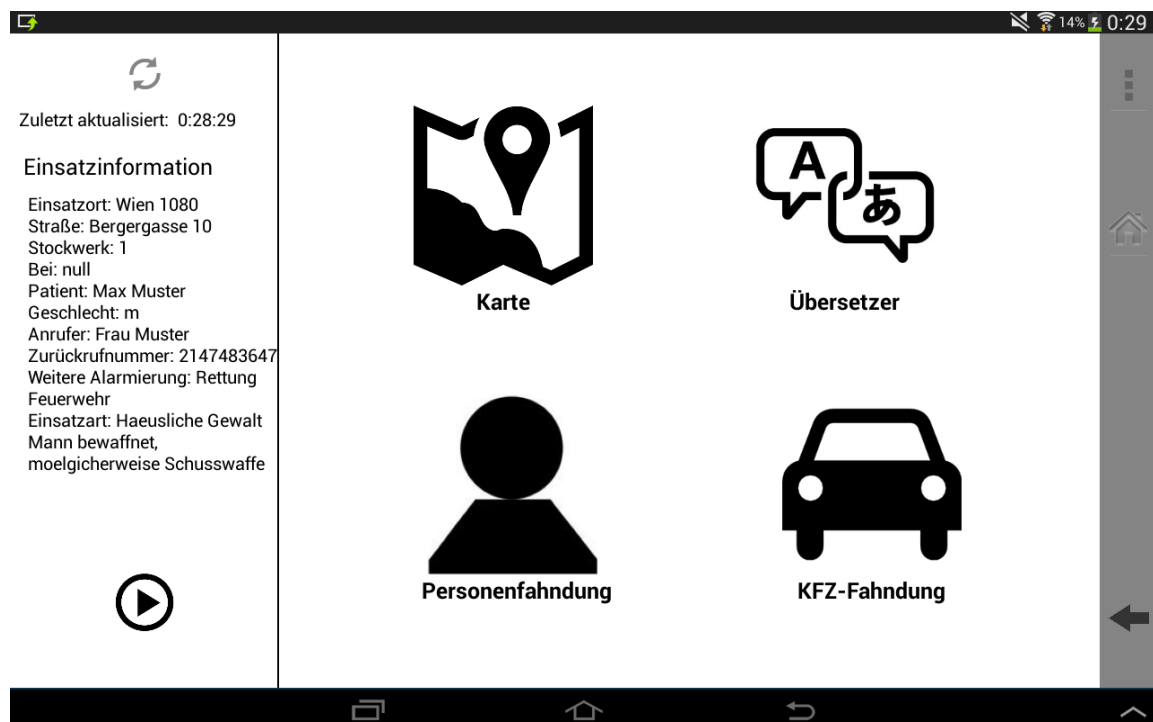 14% 0:29
Zuletzt aktualisiert: 0:28:29
Einsatzinformation
Einsatzort: Wien 1080
Straße: Bergergasse 10
Stockwerk: 1
Bei: null
Patient: Max Muster
Geschlecht: m
Anrufer: Frau Muster
Zurückrufnummer: 2147483647
Weitere Alarmierung: Rettung
Feuerwehr
Einsatzart: Haeusliche Gewalt
Mann bewaffnet,
moelgicherweise Schusswaffe
A
あ
Karte
Übersetzer
Personenfahndung
KFZ-Fahndung